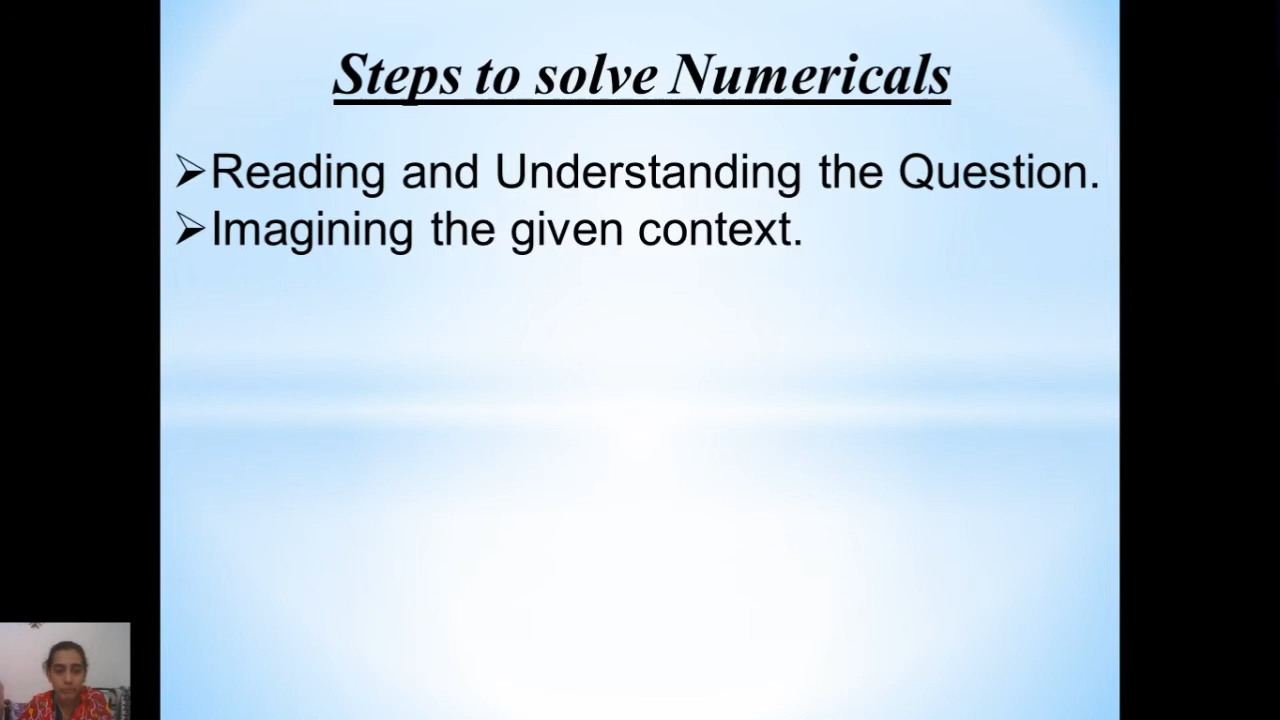 Steps to solve Numericals
➢Reading and Understanding the Question.
➢Imagining the given context.